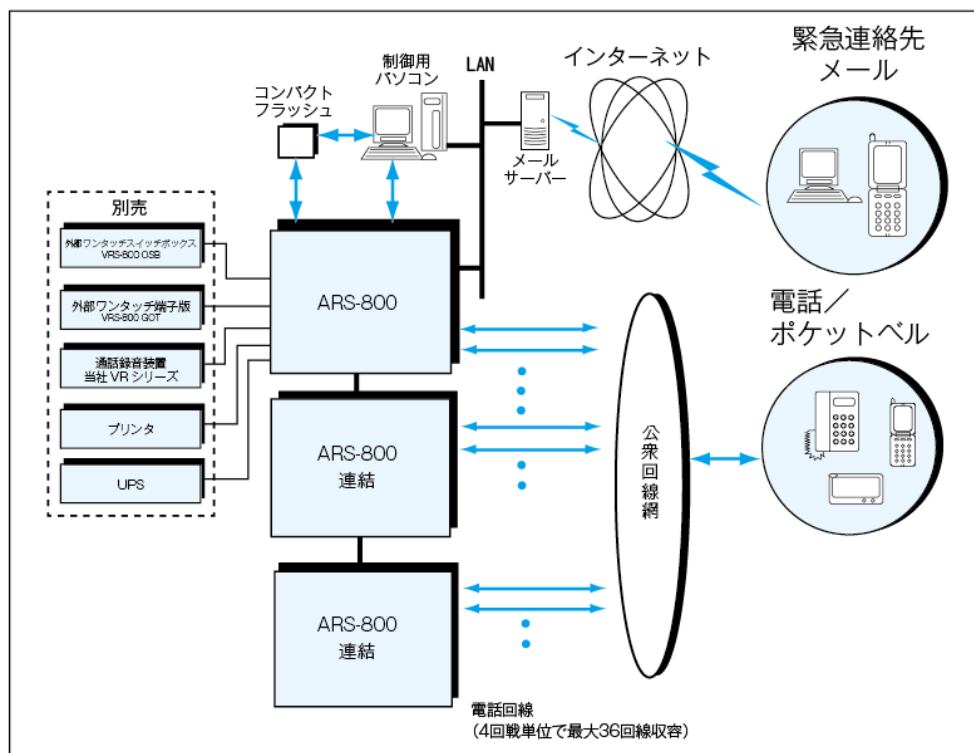 緊急連絡先
メール
インターネット
LAN
制御用
パソコン
コンパクト
フラッシュ
メール
サーバー
別売
外部ワンタッチスイッチボックス
VRS-800 OSB
外部ワンタッチ端子版
VRS-800 GOT
通話録音装置
当社VRシリーズ
プリンタ
UPS
ARS-800
ARS-800
連結
ARS-800
連結
公衆回線網
電話／
ポケットベル
電話回線
（4回戦単位で最大36回線収容）